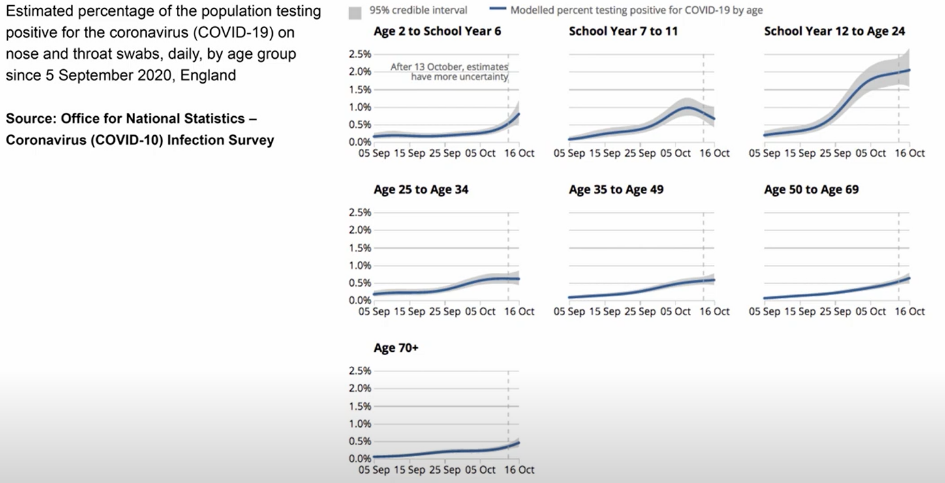 Estimated percentage of the population testing
positive for the coronavirus (COVID-19) on
nose and throat swabs, daily, by age group
since 5 September 2020, England
Source: Office for National Statistics –
Coronavirus (COVID-10) Infection Survey
95% credible interval
Modelled percent testing positive for COVID-19 by age
Age 2 to School Year 6
2.5%
2.0%
1.5%
1.0%
0.5%
0.0%
After 13 October, estimates
have more uncertainty
05 Sep 15 Sep 25 Sep 05 Oct 16 Oct
School Year 7 to 11
05 Sep 15 Sep 25 Sep 05 Oct 16 Oct
School Year 12 to Age 24
05 Sep 15 Sep 25 Sep 05 Oct 16 Oct
Age 25 to Age 34
2.5%
2.0%
1.5%
1.0%
0.5%
0.0%
05 Sep 15 Sep 25 Sep 05 Oct 16 Oct
Age 35 to Age 49
05 Sep 15 Sep 25 Sep 05 Oct 16 Oct
Age 50 to Age 69
05 Sep 15 Sep 25 Sep 05 Oct 16 Oct
Age 70+
2.5%
2.0%
1.5%
1.0%
0.5%
0.0%
05 Sep 15 Sep 25 Sep 05 Oct 16 Oct